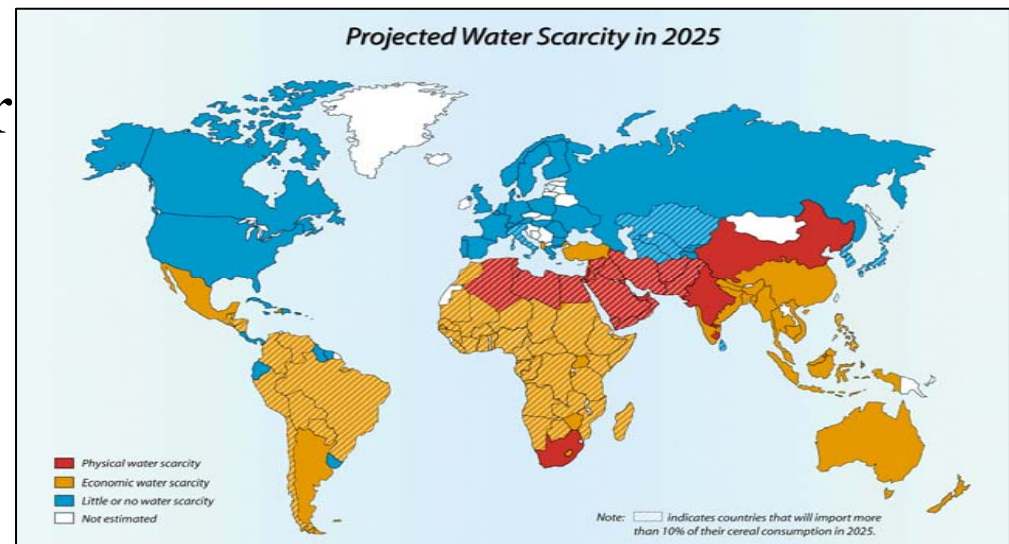 Projected Water Scarcity in 2025
r
Physical water scarcity
Economic water scarcity
Little or no water scarcity
Not estimated
Note: indicates countries that will import more
than 10% of their cereal consumption in 2025.